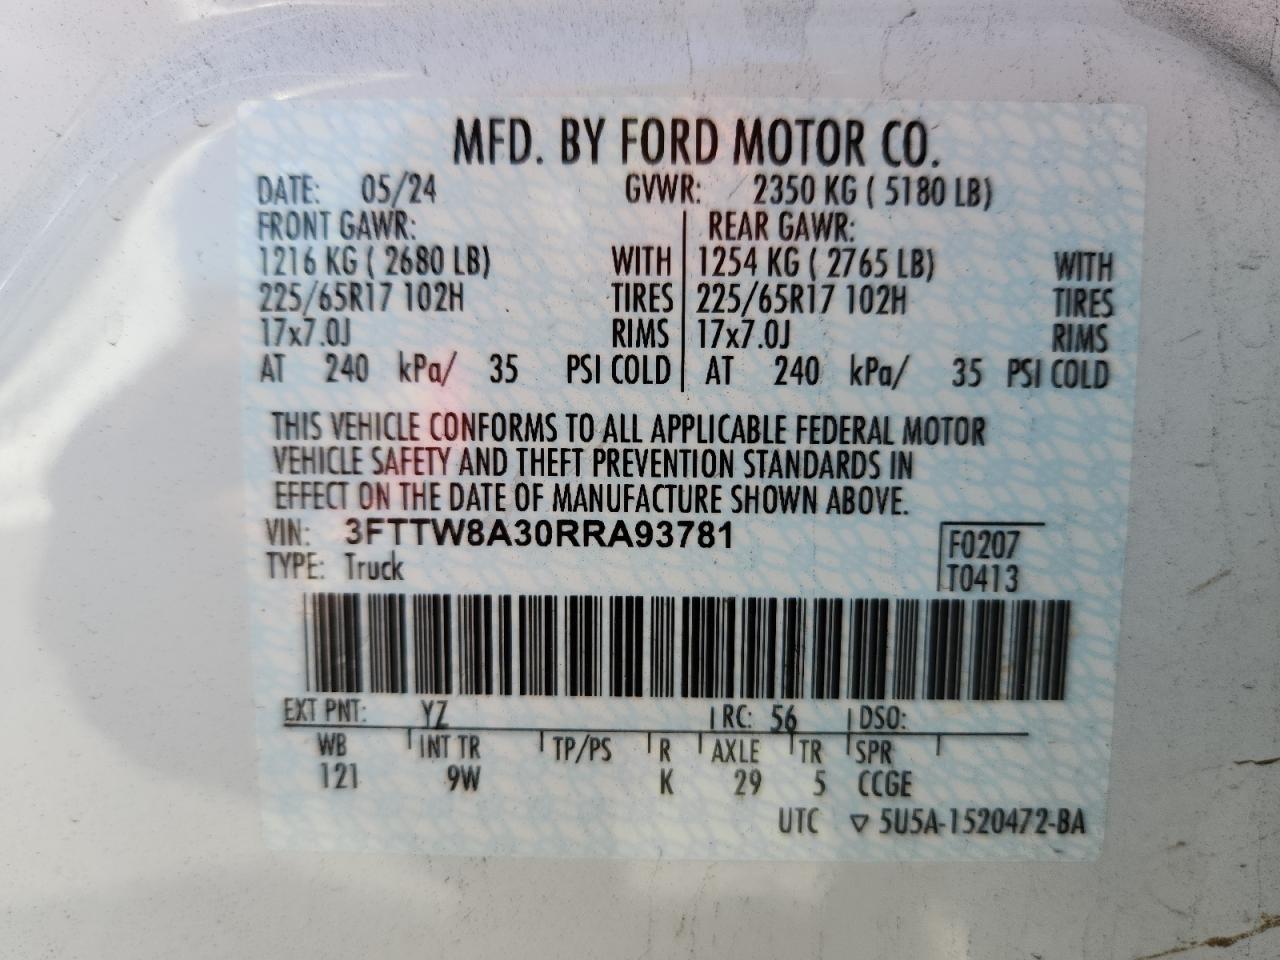 MFD. BY FORD MOTOR CO.
DATE: 05/24 GVWR: 2350 KG ( 5180 LB)
FRONT GAWR: REAR GAWR:
1216 KG ( 2680 LB) WITH 1254 KG ( 2765 LB) WITH
225/65R17 102H TIRES 225/65R17 102H TIRES
17x7.0J RIMS 17x7.0J RIMS
AT 240 kPa/ 35 PSI COLD AT 240 kPa/ 35 PSI COLD
THIS VEHICLE CONFORMS TO ALL APPLICABLE FEDERAL MOTOR
VEHICLE SAFETY AND THEFT PREVENTION STANDARDS IN
EFFECT ON THE DATE OF MANUFACTURE SHOWN ABOVE.
VIN: 3FTTW8A30RRA93781 F0207
TYPE: Truck T0413
EXT PNT: YZ RC: 56 DSO:
WB INT TR TP/PS R AXLE TR SPR
121 9W K 29 5 CCGE
UTC ▽ 5U5A-1520472-BA